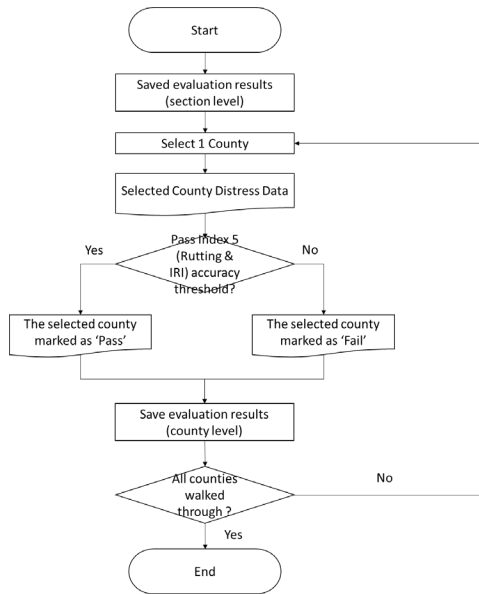 Start
Saved evaluation results
(section level)
Select 1 County
Selected County Distress Data
Pass Index 5
(Rutting &
IRI) accuracy
threshold?
Yes
No
The selected county
marked as ‘Pass’
The selected county
marked as ‘Fail’
Save evaluation results
(county level)
All counties
walked
through ?
No
Yes
End